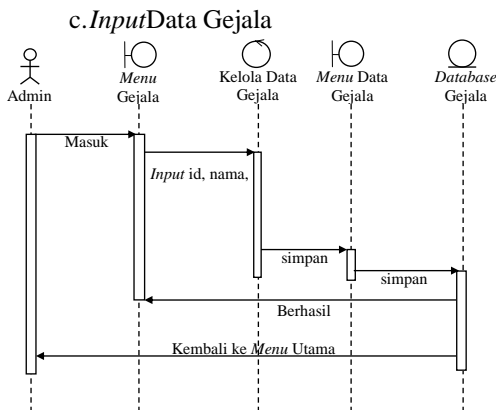 c.InputData Gejala
Admin
Menu
Gejala
Kelola Data
Gejala
Menu Data
Gejala
Database
Gejala
Masuk
Input id, nama,
simpan
simpan
Berhasil
Kembali ke Menu Utama